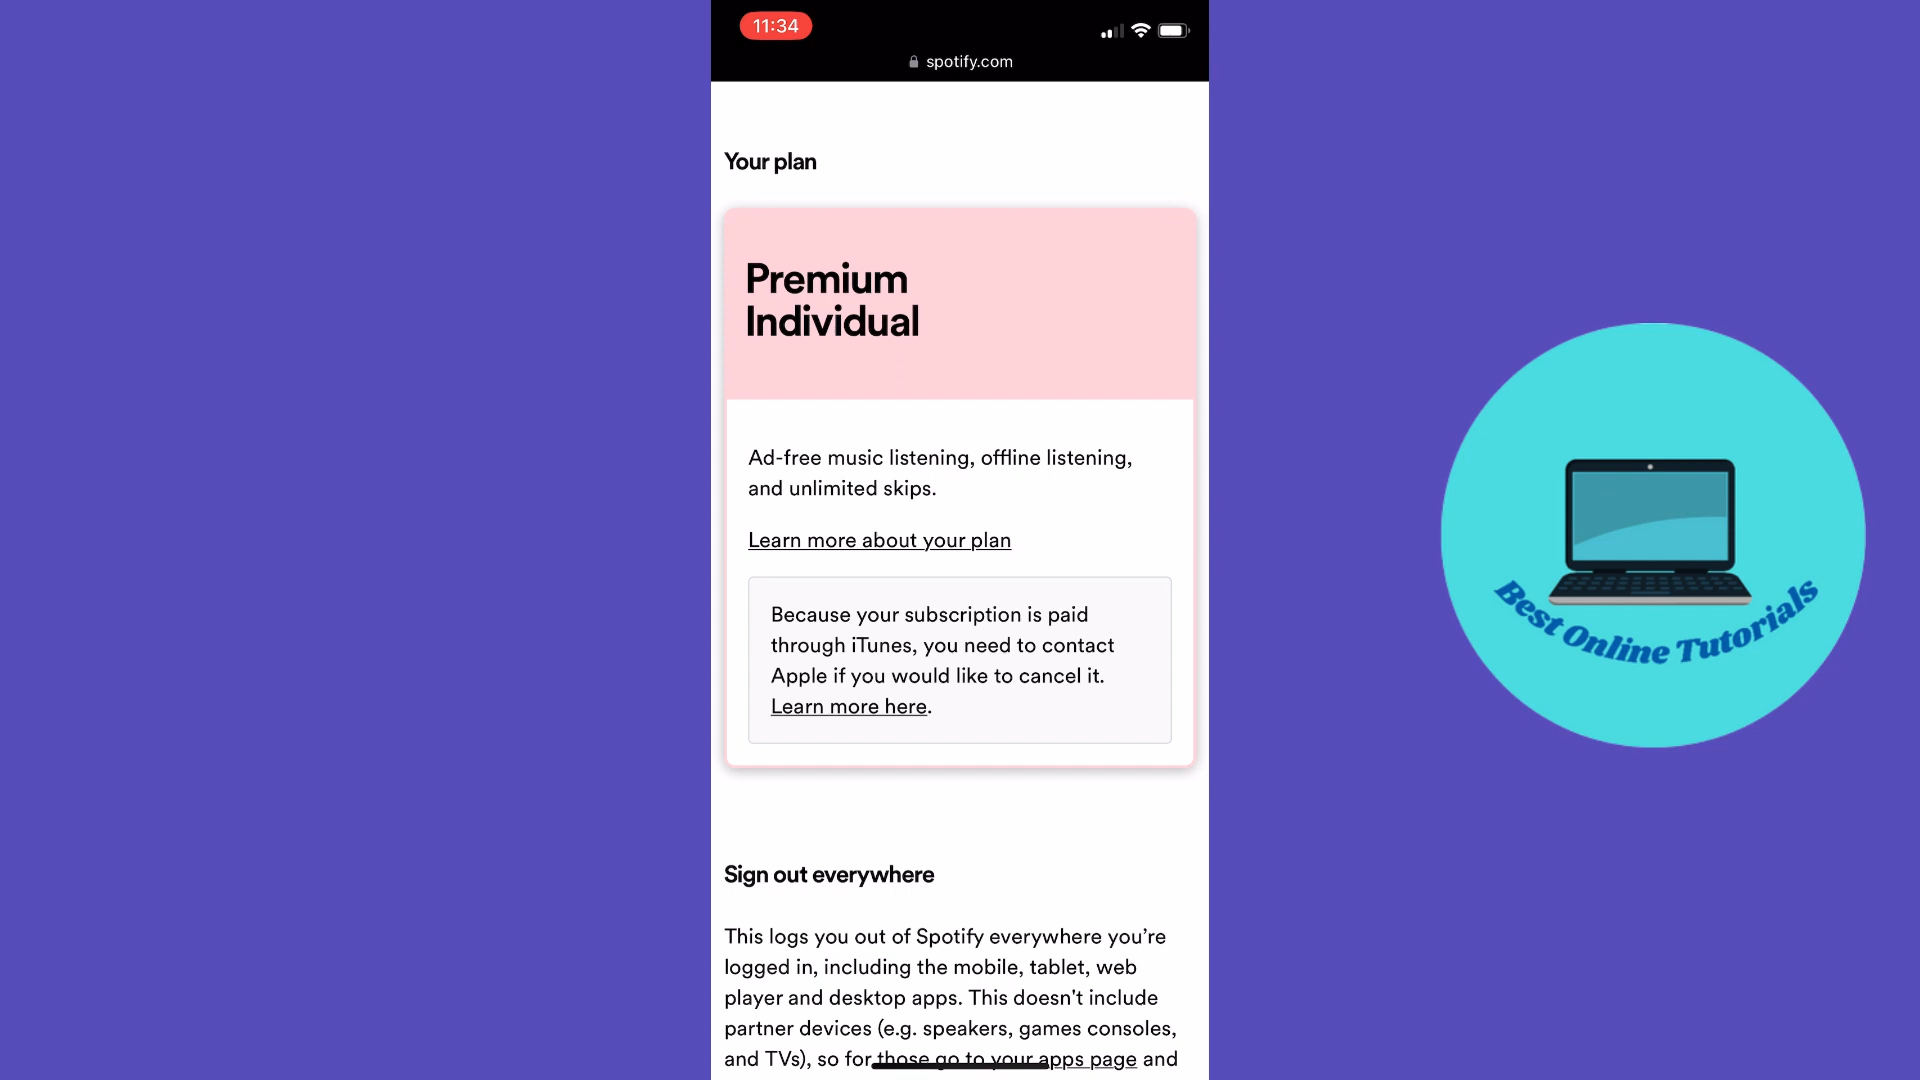 11:34
spotify.com
Your plan
Premium
Individual
Ad-free music listening, offline listening,
and unlimited skips.
Learn more about your plan
Because your subscription is paid
through iTunes, you need to contact
Apple if you would like to cancel it.
Learn more here.
Sign out everywhere
This logs you out of Spotify everywhere you’re
logged in, including the mobile, tablet, web
player and desktop apps. This doesn't include
partner devices (e.g. speakers, games consoles,
and TVs), so for those go to your apps page and
Best Online Tutorials